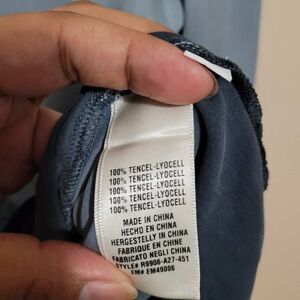 100% TENCEL-LYOCELL
100% TENCEL-LYOCELL
100% TENCEL-LYOCELL
100% TENCEL-LYOCELL
100% TENCEL-LYOCELL
MADE IN CHINA
HECHO EN CHINA
HERGESTELLY IN CHINA
FABRIQUE EN CHINE
FABRICATO NEGLI CHINA
STYLE# R9906-A27-451
EM# EM49006